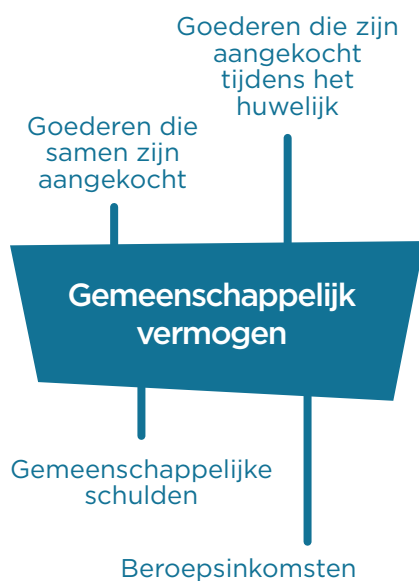 Goederen die zijn
aangekocht
tijdens het
huwelijk
Goederen die
samen zijn
aangekocht
Gemeenschappelijk
vermogen
Gemeenschappelijke
schulden
Beroepsinkomsten